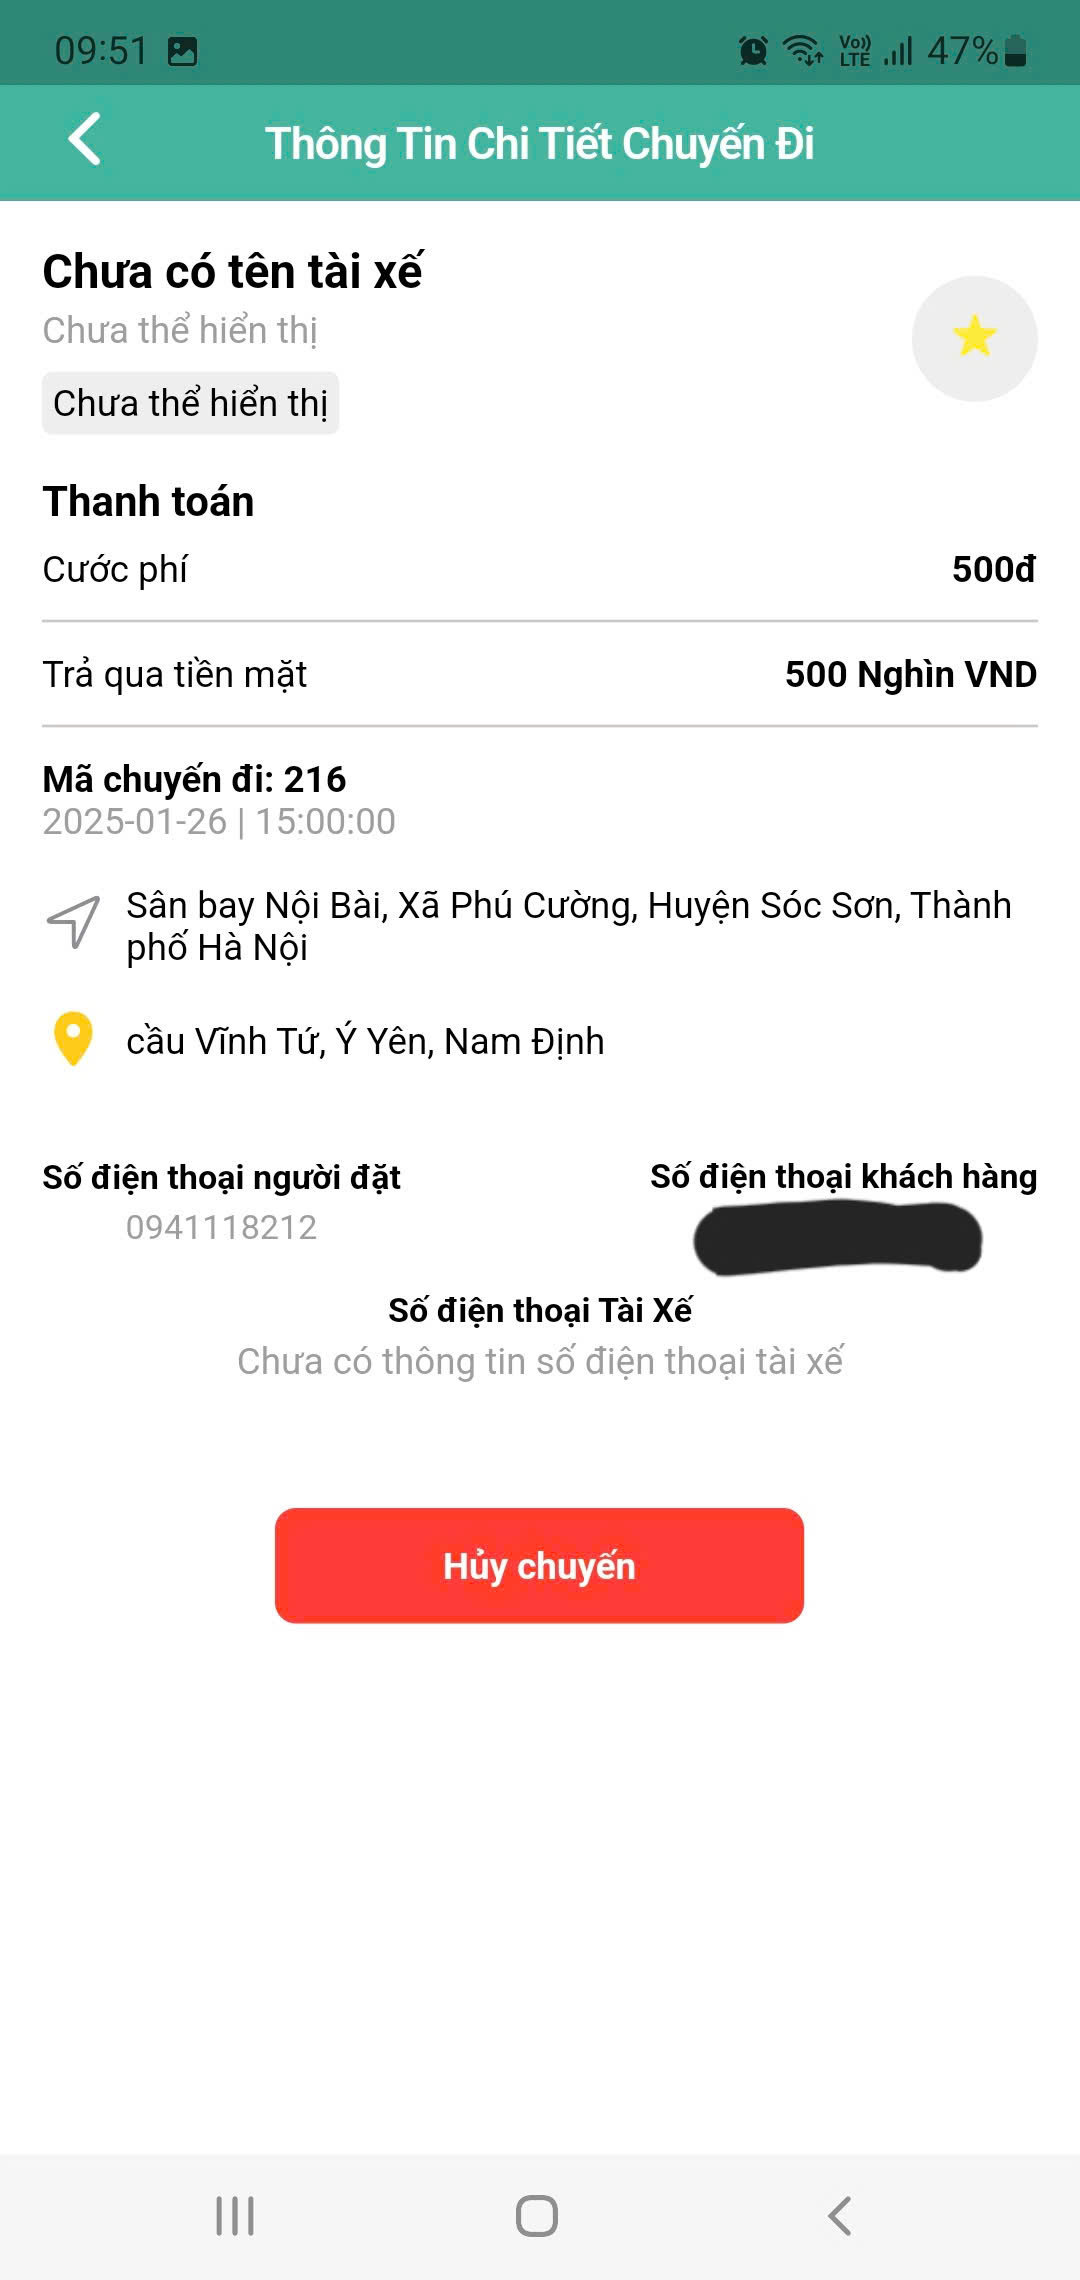 09:51
Vo)) LTE 47%
Thông Tin Chi Tiết Chuyến Đi
Chưa có tên tài xế
Chưa thể hiển thị
Chưa thể hiển thị
Thanh toán
Cước phí 500đ
Trả qua tiền mặt 500 Nghìn VND
Mã chuyến đi: 216
2025-01-26 | 15:00:00
Sân bay Nội Bài, Xã Phú Cường, Huyện Sóc Sơn, Thành
phố Hà Nội
cầu Vĩnh Tứ, Ý Yên, Nam Định
Số điện thoại người đặt Số điện thoại khách hàng
0941118212
Số điện thoại Tài Xế
Chưa có thông tin số điện thoại tài xế
Hủy chuyến